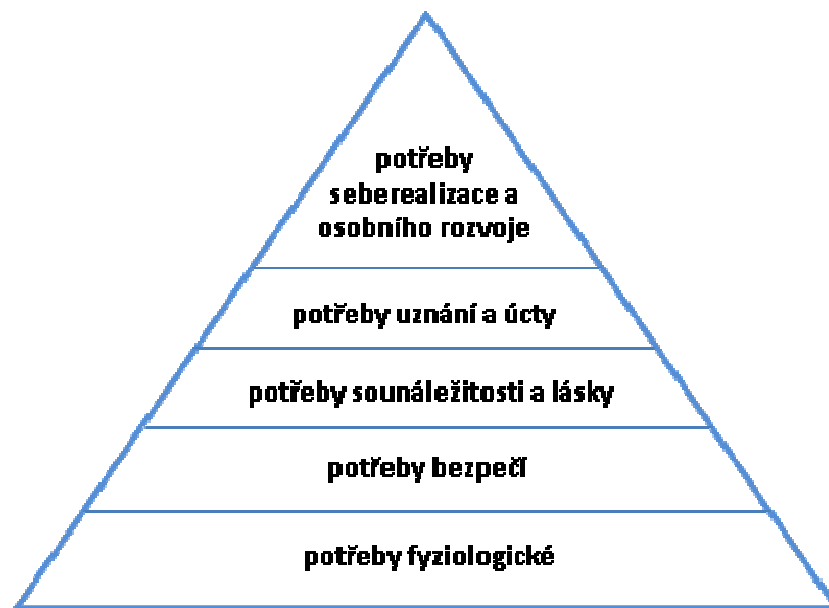 potřeby
seberealizace a
osobního rozvoje
potřeby uznání a úcty
potřeby sounáležitosti a lásky
potřeby bezpečí
potřeby fyziologické